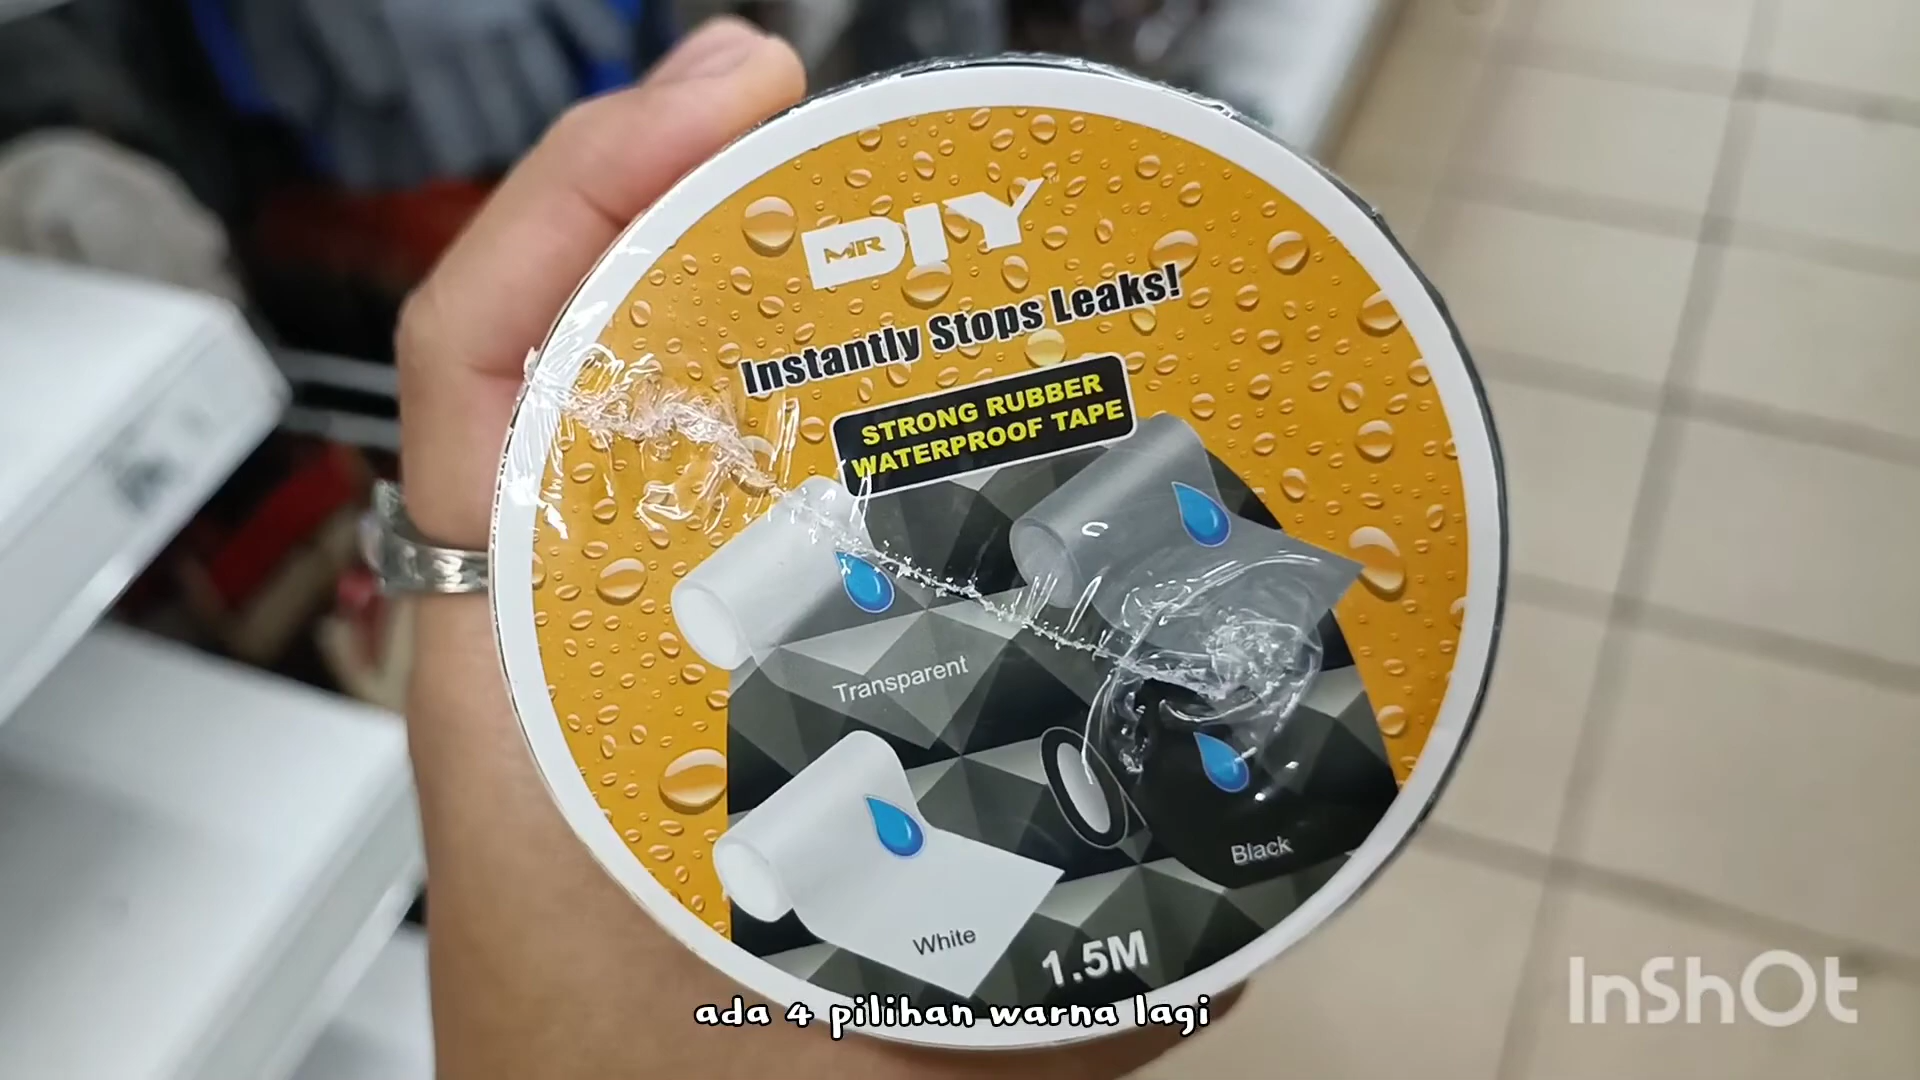 MR DIY
Instantly Stops Leaks!
STRONG RUBBER
WATERPROOF TAPE
Transparent
Black
White
1.5M
ada 4 pilihan warna lagi
InShOt